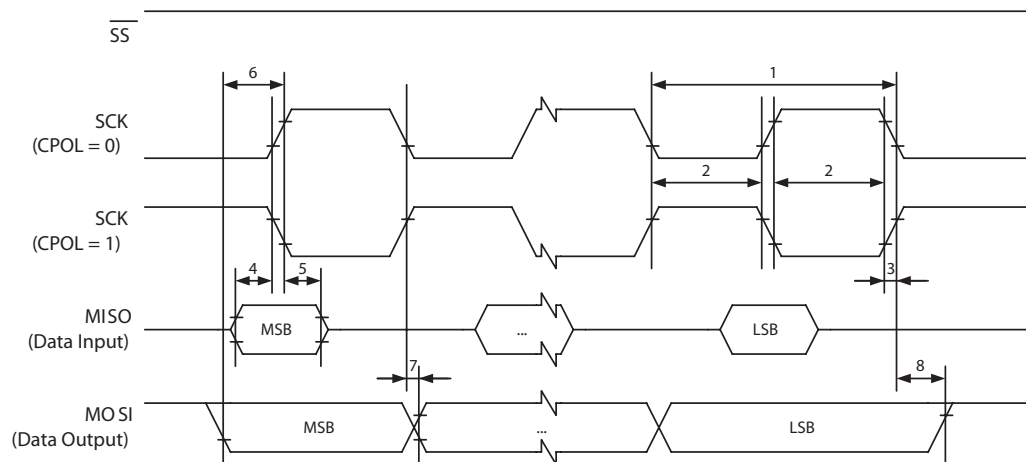 SS
6
1
SCK
(CPOL = 0)
2
2
SCK
(CPOL = 1)
4
5
3
MISO
(Data Input)
MSB
...
LSB
7
8
MOSI
(Data Output)
MSB
...
LSB